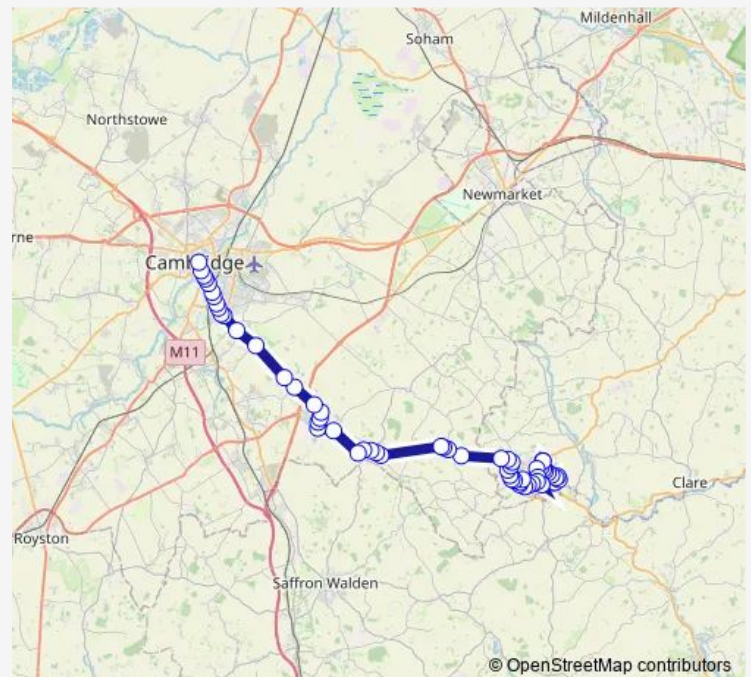 Mildenhall
Soham
Northstowe
Newmarket
rne
Cambridge
M11
Clare
Royston
Saffron Walden
© OpenStreetMap contributors